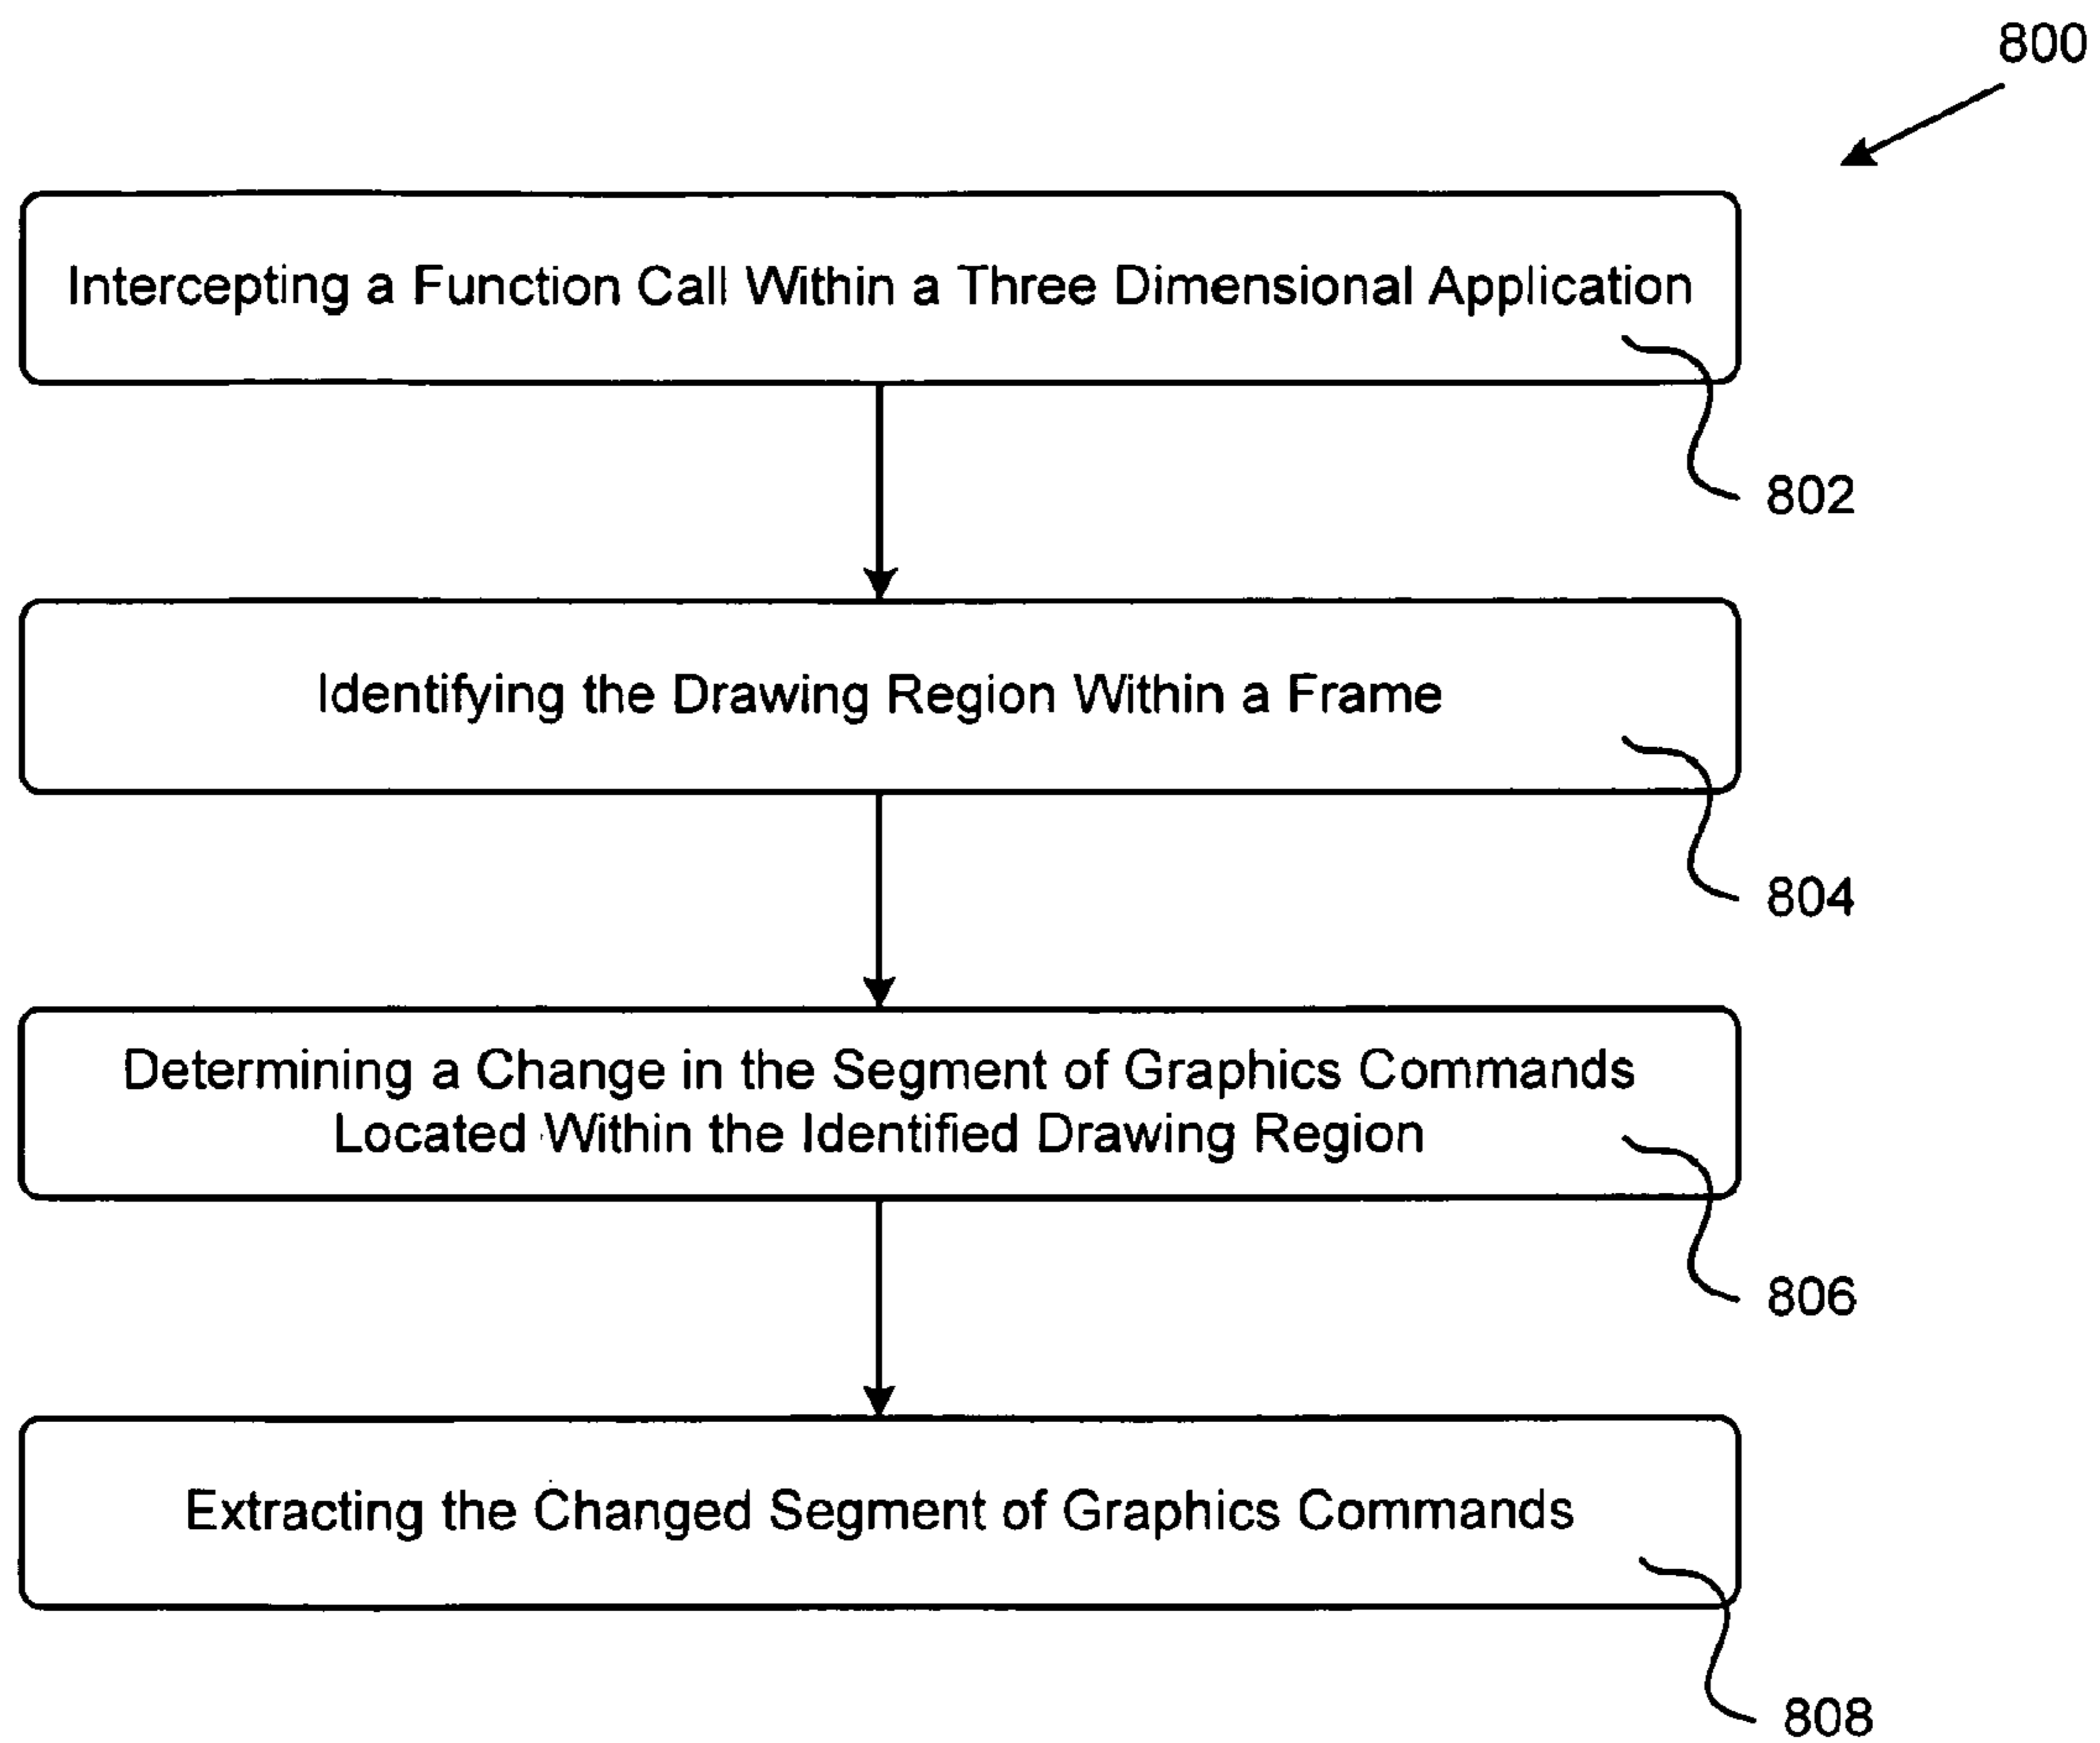 800
Intercepting a Function Call Within a Three Dimensional Application
802
Identifying the Drawing Region Within a Frame
804
Determining a Change in the Segment of Graphics Commands
Located Within the Identified Drawing Region
806
Extracting the Changed Segment of Graphics Commands
808